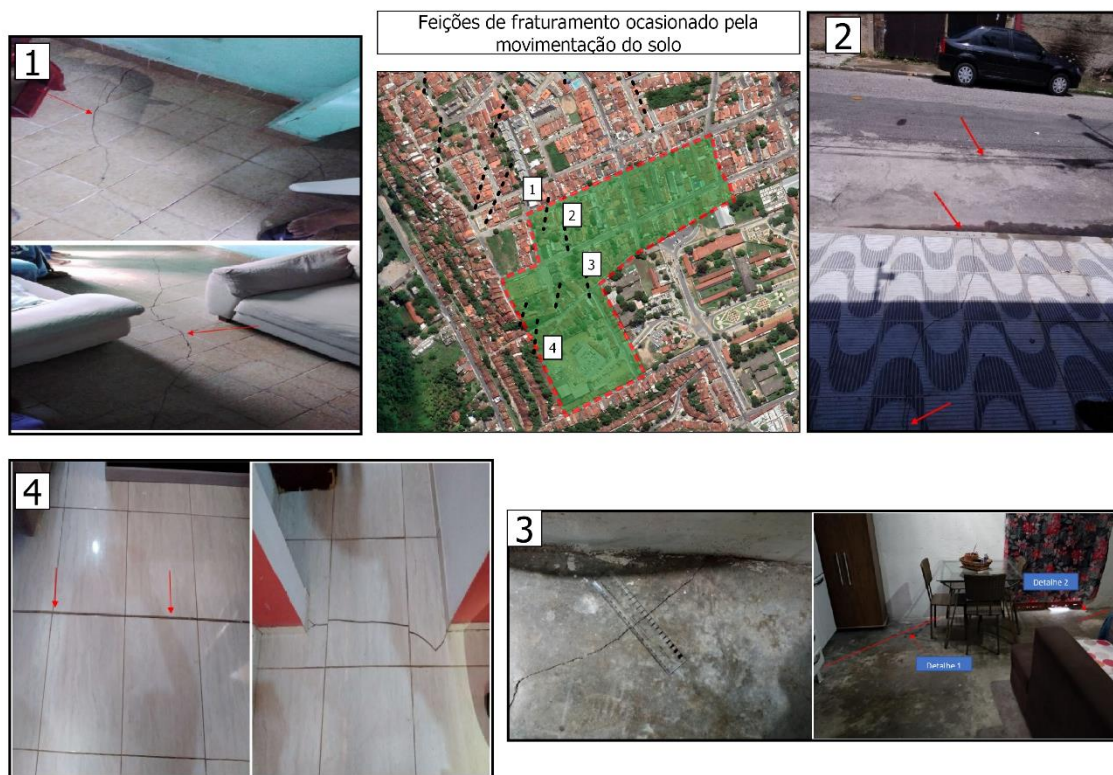 Feições de fraturamento ocasionado pela
movimentação do solo
1
2
1
2
3
4
4
3
Detalhe 2
Detalhe 1